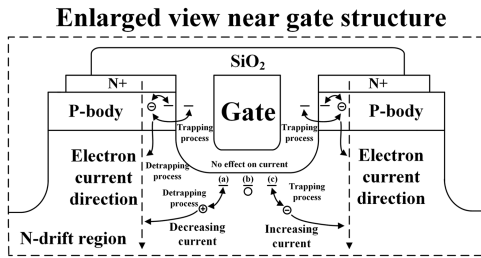 Enlarged view near gate structure
SiO2
N+
N+
P-body
Gate
P-body
Trapping
process
Trapping
process
Electron
current
direction
No effect on current
Electron
current
direction
Detrapping
process
(a)
(b)
(c)
Detrapping
process
Trapping
process
N-drift region
Decreasing
current
Increasing
current